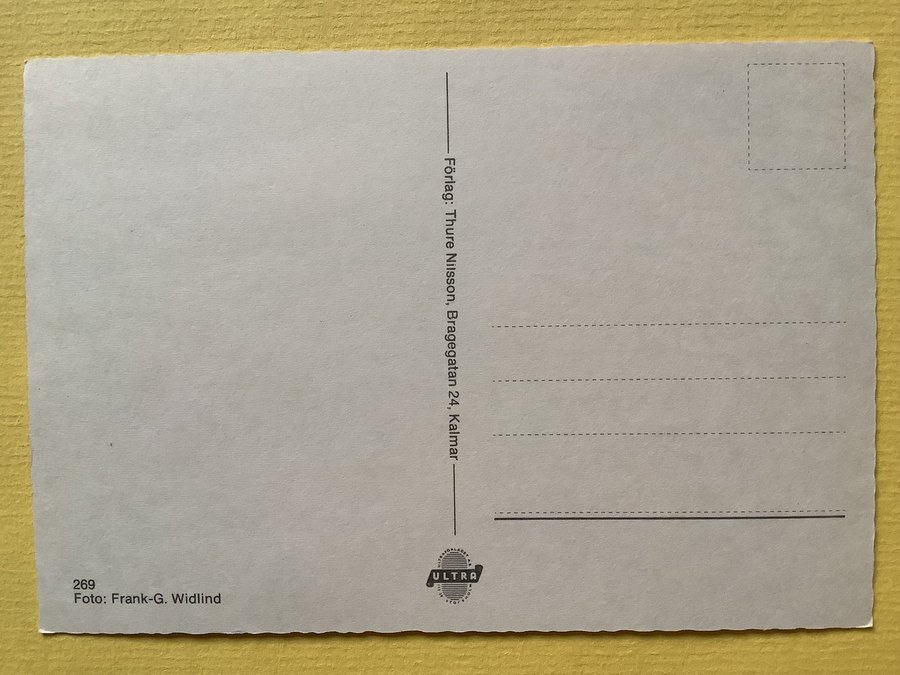 Förlag: Thure Nilsson, Bragegatan 24, Kalmar
ULTRA
269
Foto: Frank-G. Widlind